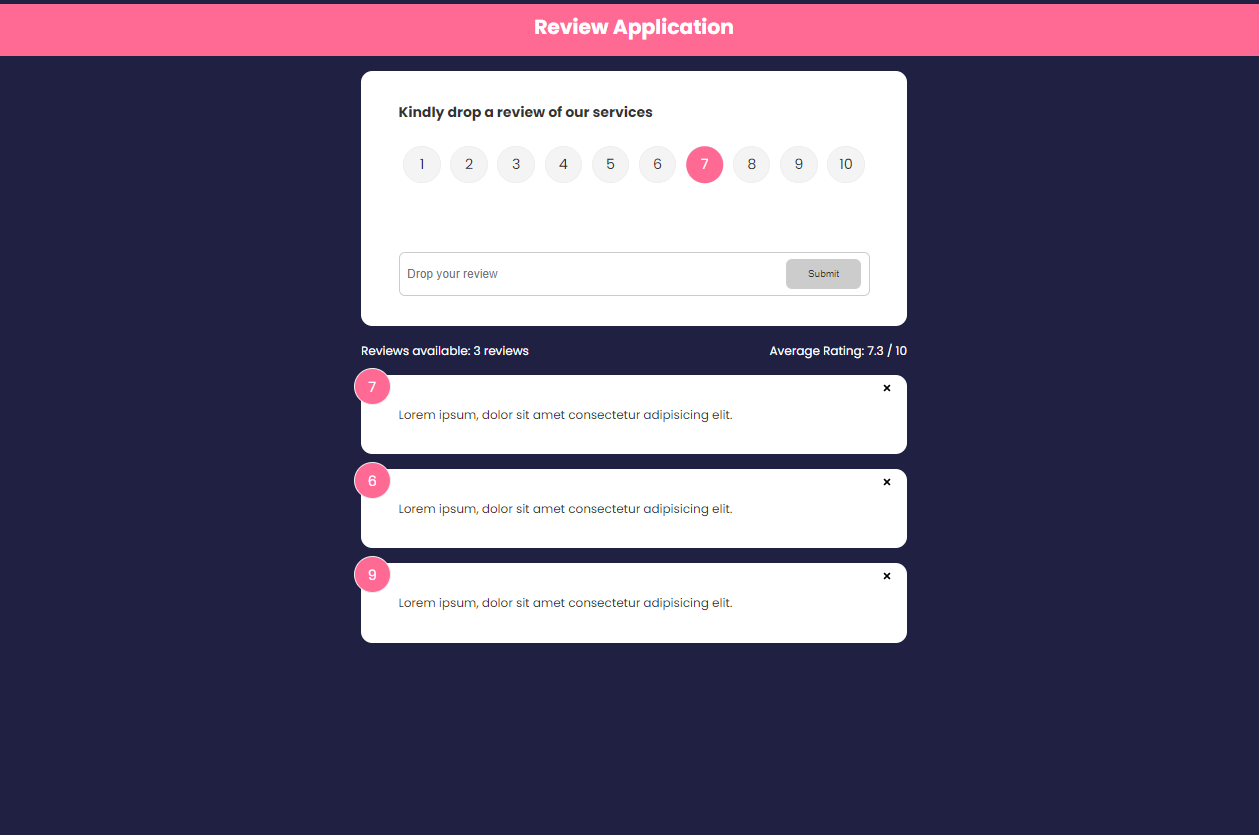 Review Application
Kindly drop a review of our services
1 2 3 4 5 6 7 8 9 10
Drop your review Submit
Reviews available: 3 reviews Average Rating: 7.3 / 10
7 ×
Lorem ipsum, dolor sit amet consectetur adipisicing elit.
6 ×
Lorem ipsum, dolor sit amet consectetur adipisicing elit.
9 ×
Lorem ipsum, dolor sit amet consectetur adipisicing elit.